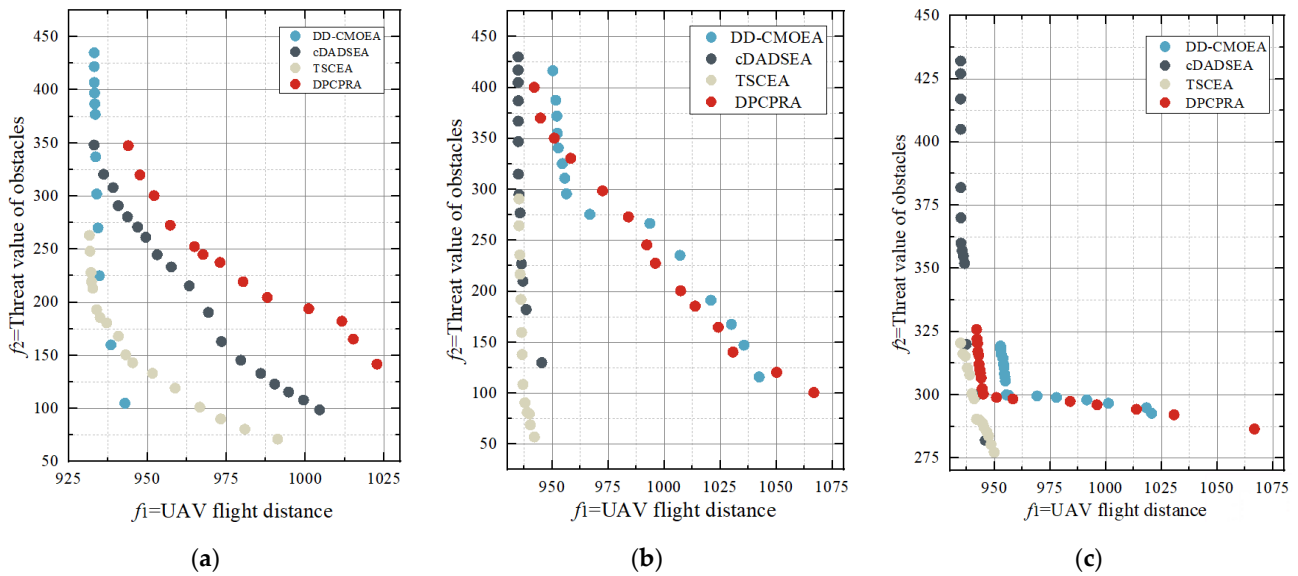 450
400
350
300
250
200
150
100
50
925
950
975
1000
1025
f2=Threat value of obstacles
f1=UAV flight distance
DD-CMOEA
cDADSEA
TSCEA
DPCPRA
(a)
450
400
350
300
250
200
150
100
50
950
975
1000
1025
1050
1075
f2=Threat value of obstacles
f1=UAV flight distance
DD-CMOEA
cDADSEA
TSCEA
DPCPRA
(b)
450
425
400
375
350
325
300
275
950
975
1000
1025
1050
1075
f2=Threat value of obstacles
f1=UAV flight distance
DD-CMOEA
cDADSEA
TSCEA
DPCPRA
(c)